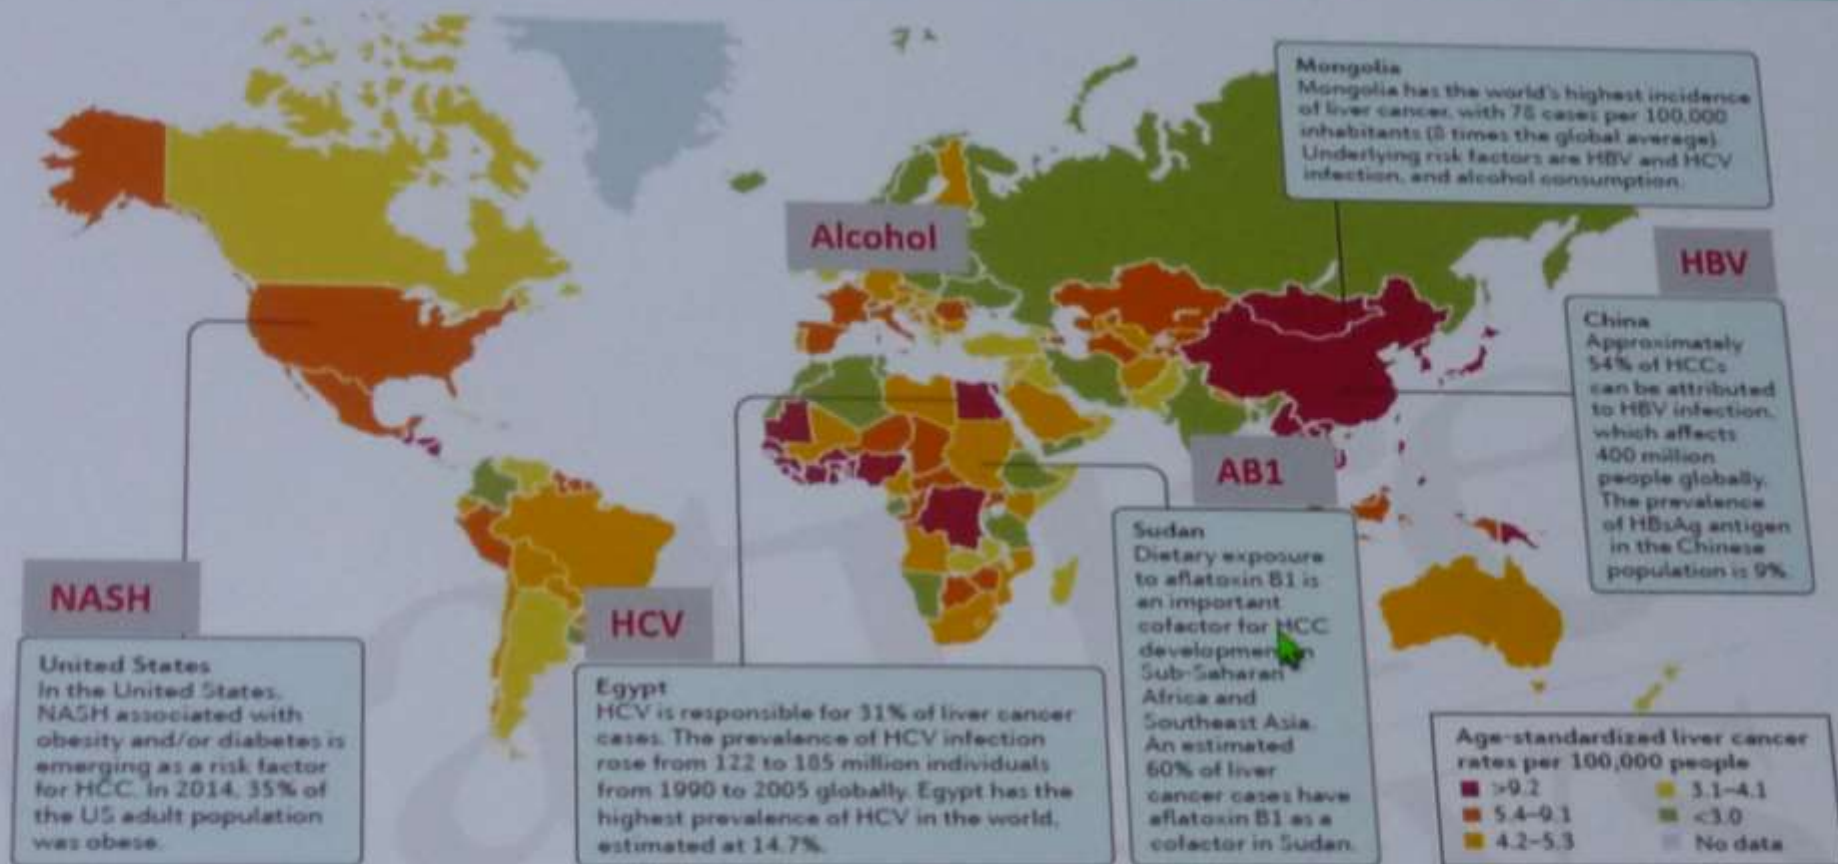 Mongolia
Mongolia has the world's highest incidence
of liver cancer, with 78 cases per 100,000
inhabitants (8 times the global average).
Underlying risk factors are HBV and HCV
infection, and alcohol consumption.
Alcohol
HBV
China
Approximately
54% of HCCs
can be attributed
to HBV infection,
which affects
400 million
people globally.
The prevalence
of HBsAg antigen
in the Chinese
population is 9%.
AB1
Sudan
Dietary exposure
to aflatoxin B1 is
an important
cofactor for HCC
development in
Sub-Saharan
Africa and
Southeast Asia.
An estimated
60% of liver
cancer cases have
aflatoxin B1 as a
cofactor in Sudan.
NASH
United States
In the United States,
NASH associated with
obesity and/or diabetes is
emerging as a risk factor
for HCC. In 2014, 35% of
the US adult population
was obese.
HCV
Egypt
HCV is responsible for 31% of liver cancer
cases. The prevalence of HCV infection
rose from 122 to 185 million individuals
from 1990 to 2005 globally. Egypt has the
highest prevalence of HCV in the world,
estimated at 14.7%.
Age-standardized liver cancer
rates per 100,000 people
>9.2
5.4–9.1
4.2–5.3
3.1–4.1
<3.0
No data